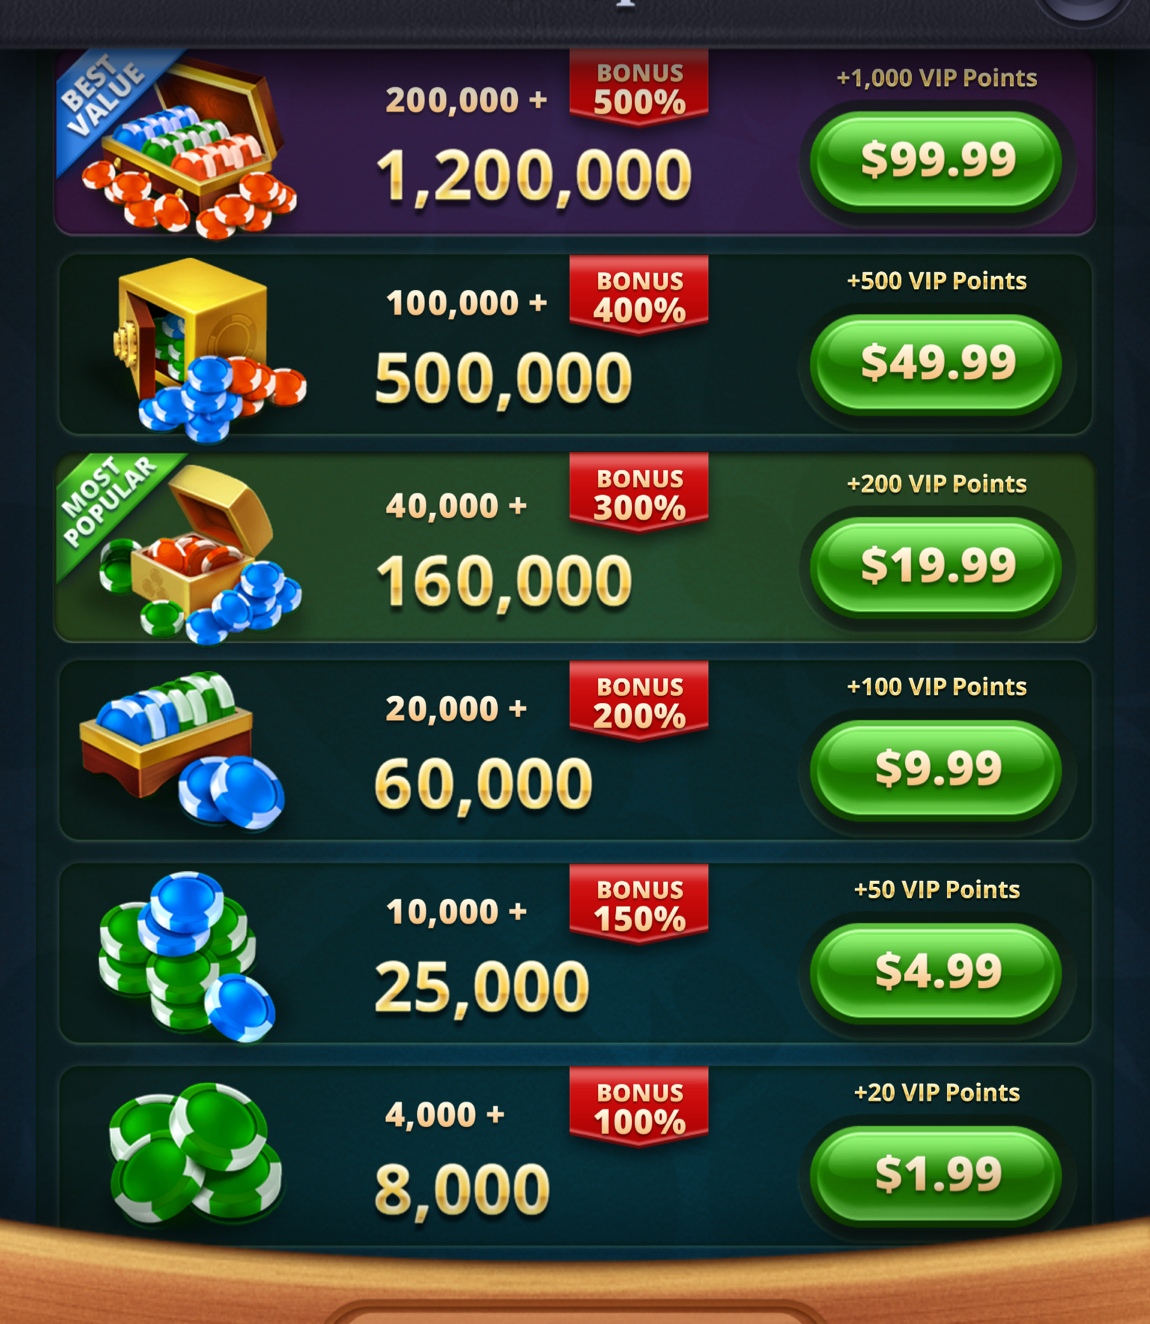 BEST
VALUE
200,000 +
BONUS
500%
1,200,000
+1,000 VIP Points
$99.99
100,000 +
BONUS
400%
500,000
+500 VIP Points
$49.99
MOST
POPULAR
40,000 +
BONUS
300%
160,000
+200 VIP Points
$19.99
20,000 +
BONUS
200%
60,000
+100 VIP Points
$9.99
10,000 +
BONUS
150%
25,000
+50 VIP Points
$4.99
4,000 +
BONUS
100%
8,000
+20 VIP Points
$1.99